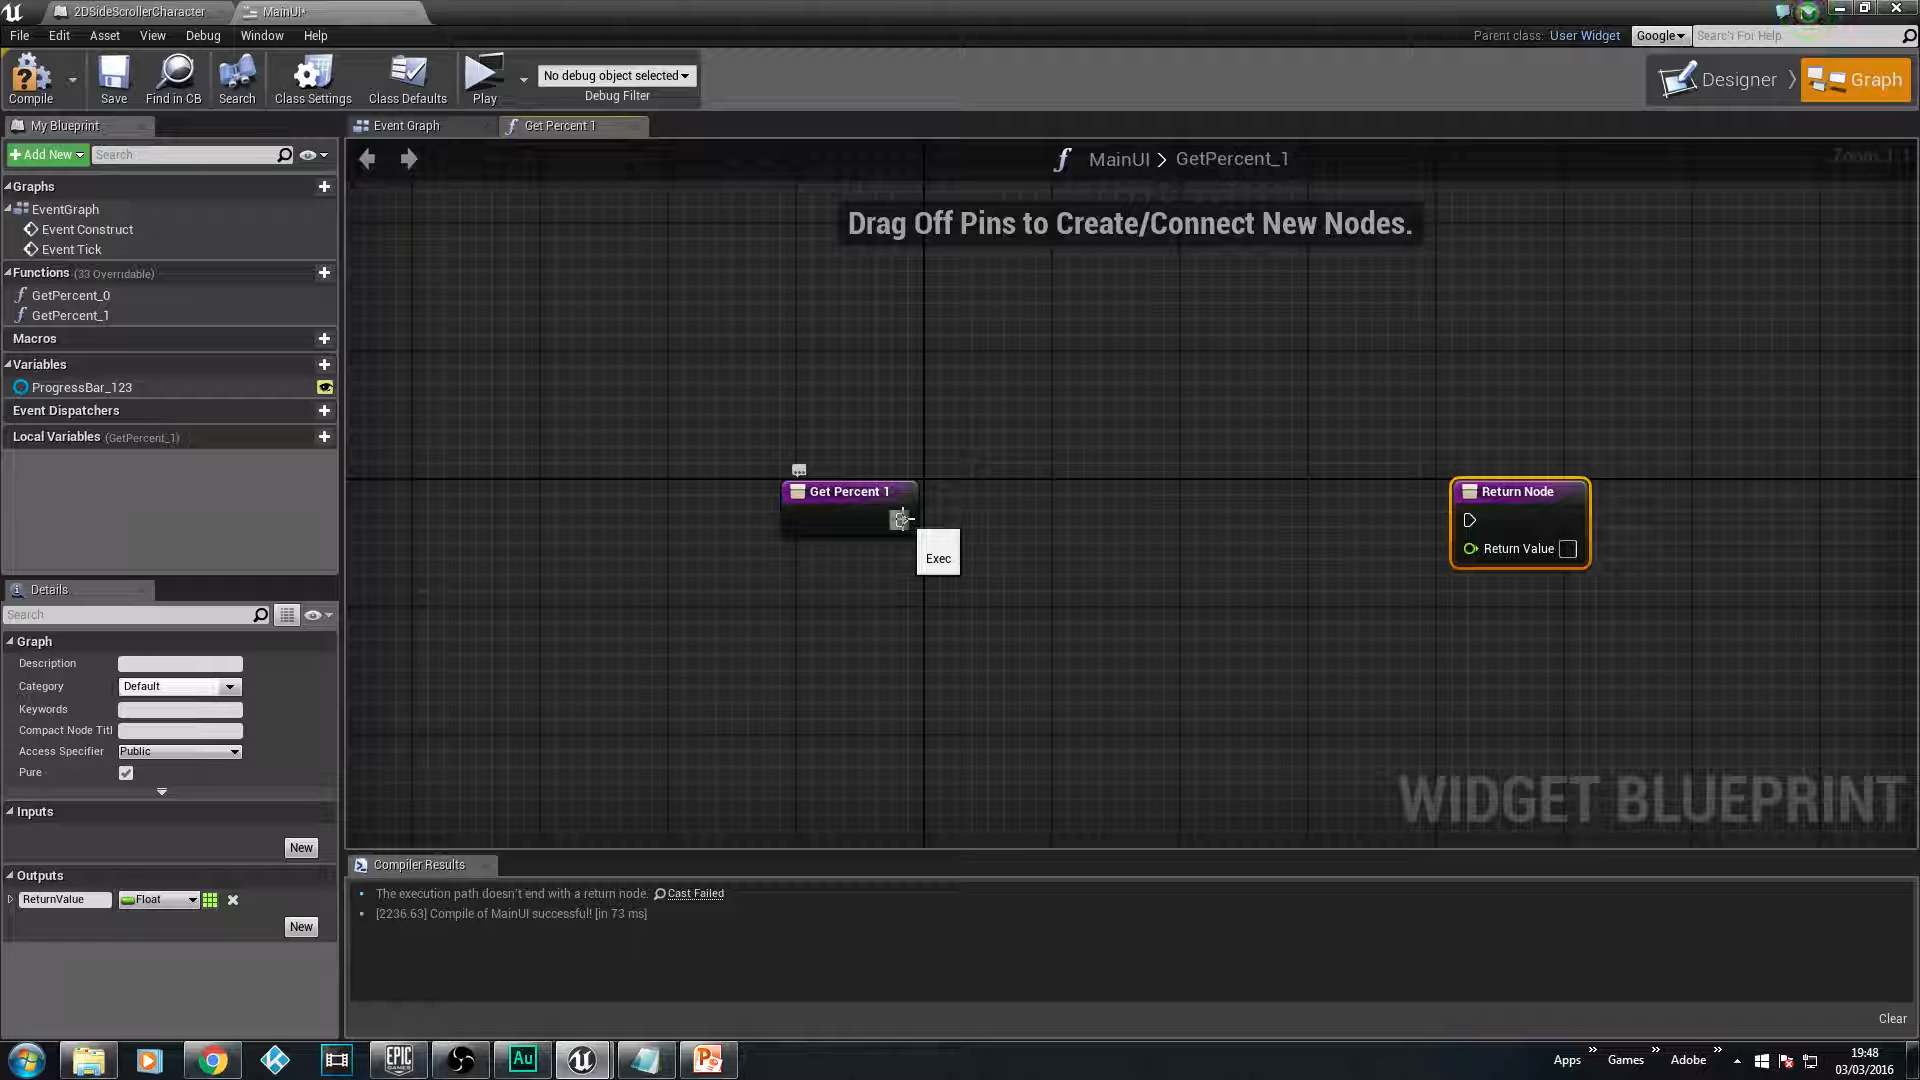 2DSideScrollerCharacter
MainUI*
File Edit Asset View Debug Window Help
Parent class: User Widget Google Search For Help
Compile Save Find in CB Search Class Settings Class Defaults Play
No debug object selected
Debug Filter
Designer Graph
My Blueprint
Event Graph
Get Percent 1
Add New Search
MainUI > GetPercent_1
Zoom 1:1
Graphs
EventGraph
Event Construct
Event Tick
Functions (33 Overridable)
GetPercent_0
GetPercent_1
Macros
Variables
ProgressBar_123
Event Dispatchers
Local Variables (GetPercent_1)
Drag Off Pins to Create/Connect New Nodes.
Get Percent 1
Exec
Return Node
Return Value
WIDGET BLUEPRINT
Details
Search
Graph
Description
Category Default
Keywords
Compact Node Titl
Access Specifier Public
Pure
Inputs
New
Outputs
ReturnValue Float
New
Compiler Results
The execution path doesn't end with a return node. Cast Failed
[2236.63] Compile of MainUI successful! [in 73 ms]
Clear
EPIC GAMES
Au
Apps Games Adobe
19:48
03/03/2016